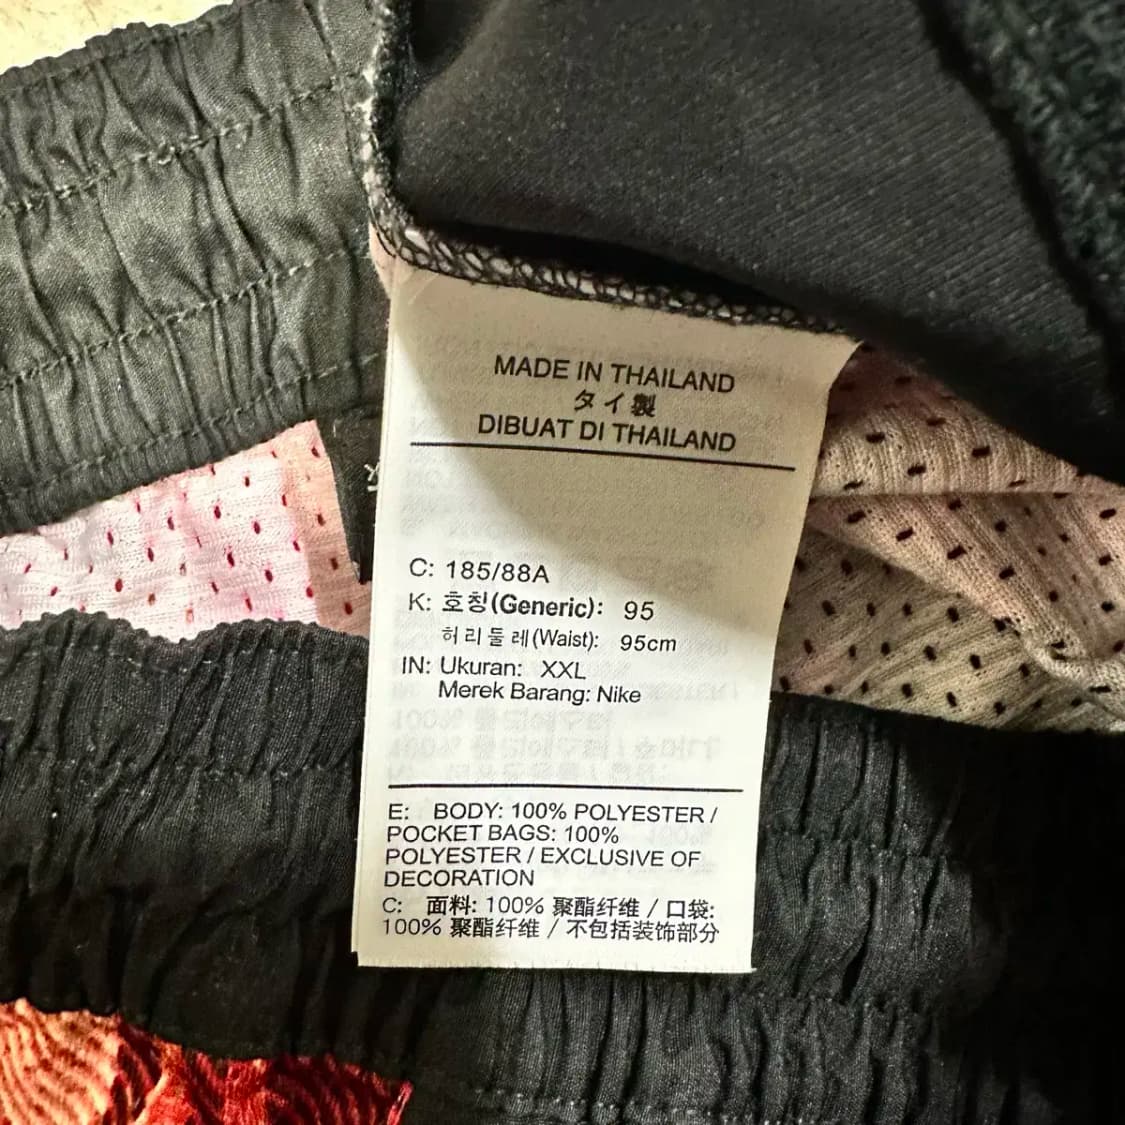 MADE IN THAILAND
タイ製
DIBUAT DI THAILAND
C: 185/88A
K: 호칭(Generic): 95
허리둘레(Waist): 95cm
IN: Ukuran: XXL
Merek Barang: Nike
E: BODY: 100% POLYESTER /
POCKET BAGS: 100%
POLYESTER / EXCLUSIVE OF
DECORATION
C: 面料: 100% 聚酯纤维 / 口袋:
100% 聚酯纤维 / 不包括装饰部分